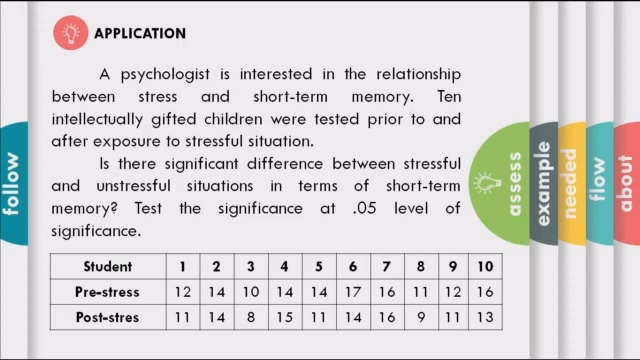 APPLICATION
A psychologist is interested in the relationship
between stress and short-term memory. Ten
intellectually gifted children were tested prior to and
after exposure to stressful situation.
Is there significant difference between stressful
and unstressful situations in terms of short-term
memory? Test the significance at .05 level of
significance.
Student 1 2 3 4 5 6 7 8 9 10
Pre-stress 12 14 10 14 14 17 16 11 12 16
Post-stres 11 14 8 15 11 14 16 9 11 13
follow
assess
example
needed
flow
about